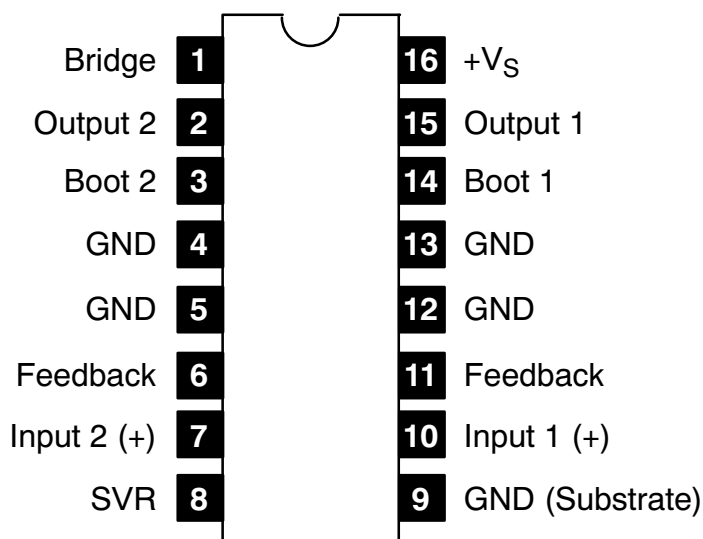 Bridge 1 16 +VS
Output 2 2 15 Output 1
Boot 2 3 14 Boot 1
GND 4 13 GND
GND 5 12 GND
Feedback 6 11 Feedback
Input 2 (+) 7 10 Input 1 (+)
SVR 8 9 GND (Substrate)